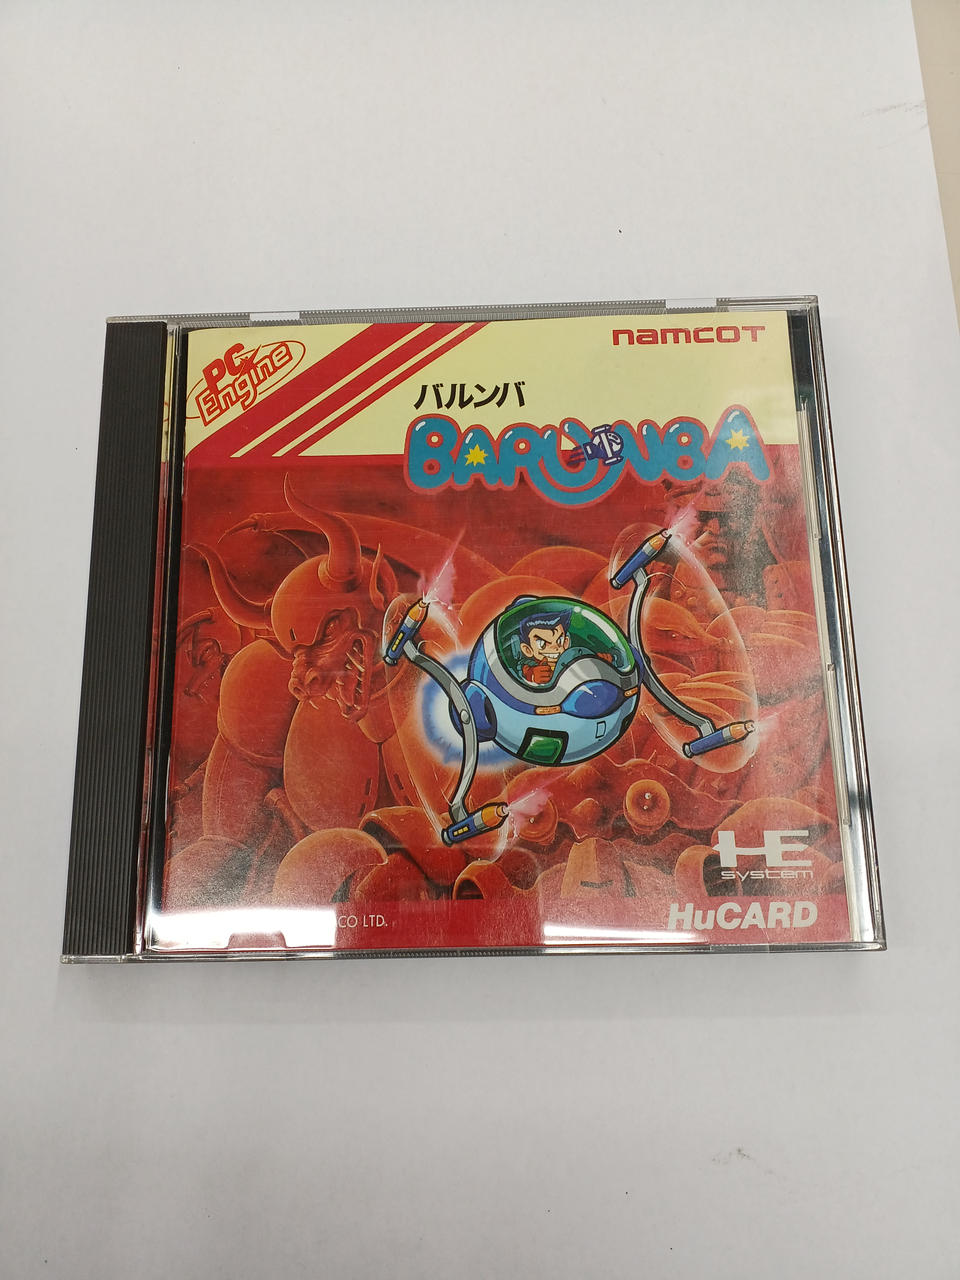 PC Engine
namcot
バルンバ
BARUNBA
HE
SYSTEM
HuCARD
CO LTD.